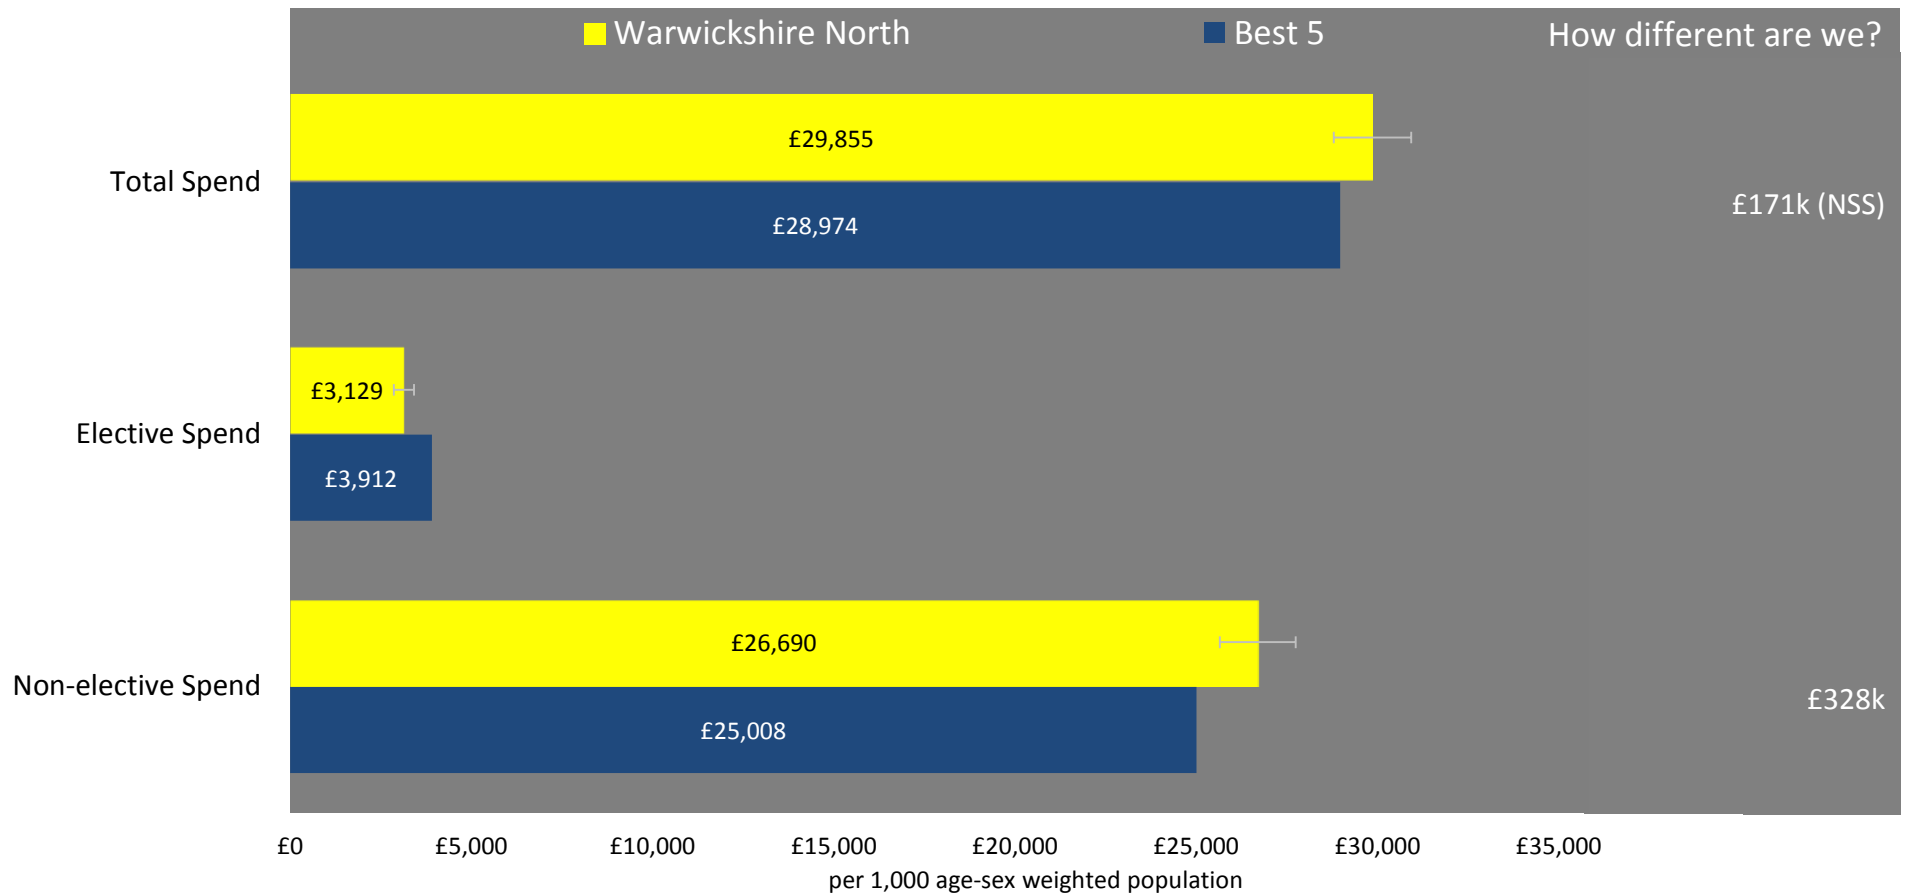 Warwickshire North Best 5 How different are we?
Total Spend
£29,855
£28,974
£171k (NSS)
Elective Spend
£3,129
£3,912
Non-elective Spend
£26,690
£25,008
£328k
£0 £5,000 £10,000 £15,000 £20,000 £25,000 £30,000 £35,000
per 1,000 age-sex weighted population